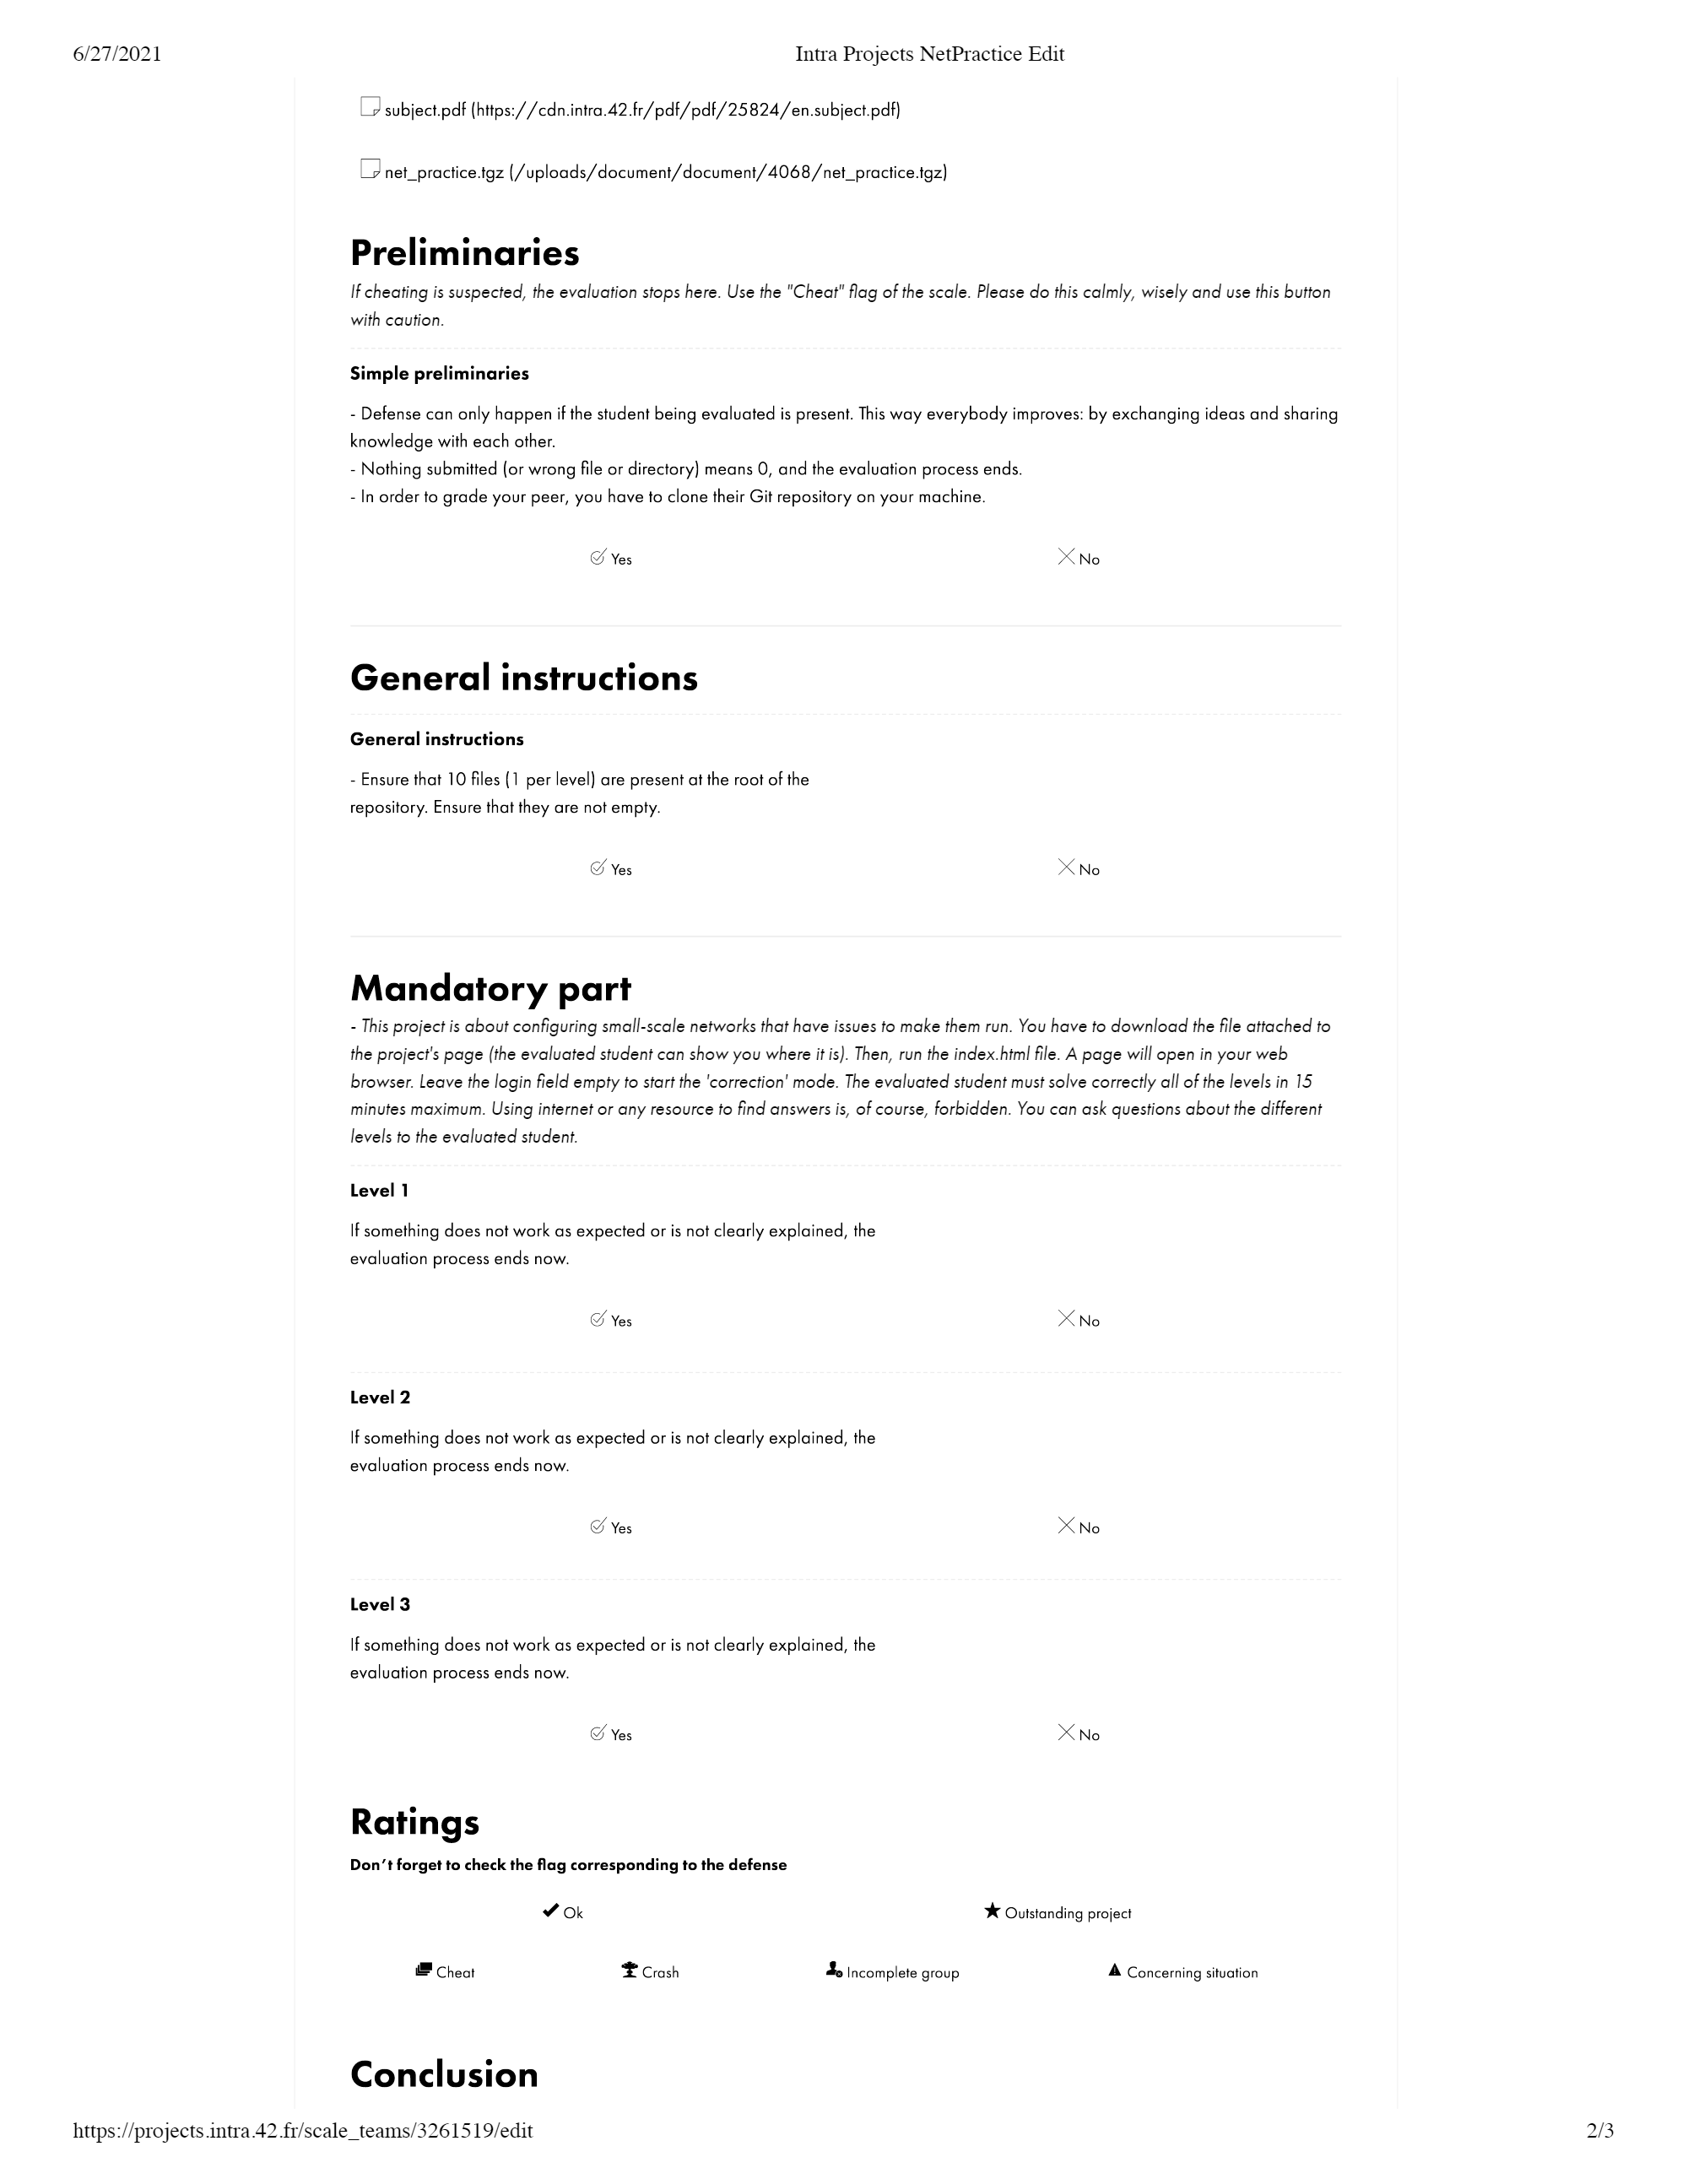 6/27/2021
Intra Projects NetPractice Edit
subject.pdf (https://cdn.intra.42.fr/pdf/pdf/25824/en.subject.pdf)
net_practice.tgz (/uploads/document/document/4068/net_practice.tgz)
Preliminaries
If cheating is suspected, the evaluation stops here. Use the "Cheat" flag of the scale. Please do this calmly, wisely and use this button
with caution.
Simple preliminaries
- Defense can only happen if the student being evaluated is present. This way everybody improves: by exchanging ideas and sharing
knowledge with each other.
- Nothing submitted (or wrong file or directory) means 0, and the evaluation process ends.
- In order to grade your peer, you have to clone their Git repository on your machine.
Yes
No
General instructions
General instructions
- Ensure that 10 files (1 per level) are present at the root of the
repository. Ensure that they are not empty.
Yes
No
Mandatory part
- This project is about configuring small-scale networks that have issues to make them run. You have to download the file attached to
the project's page (the evaluated student can show you where it is). Then, run the index.html file. A page will open in your web
browser. Leave the login field empty to start the 'correction' mode. The evaluated student must solve correctly all of the levels in 15
minutes maximum. Using internet or any resource to find answers is, of course, forbidden. You can ask questions about the different
levels to the evaluated student.
Level 1
If something does not work as expected or is not clearly explained, the
evaluation process ends now.
Yes
No
Level 2
If something does not work as expected or is not clearly explained, the
evaluation process ends now.
Yes
No
Level 3
If something does not work as expected or is not clearly explained, the
evaluation process ends now.
Yes
No
Ratings
Don’t forget to check the flag corresponding to the defense
Ok
Outstanding project
Cheat
Crash
Incomplete group
Concerning situation
Conclusion
https://projects.intra.42.fr/scale_teams/3261519/edit
2/3